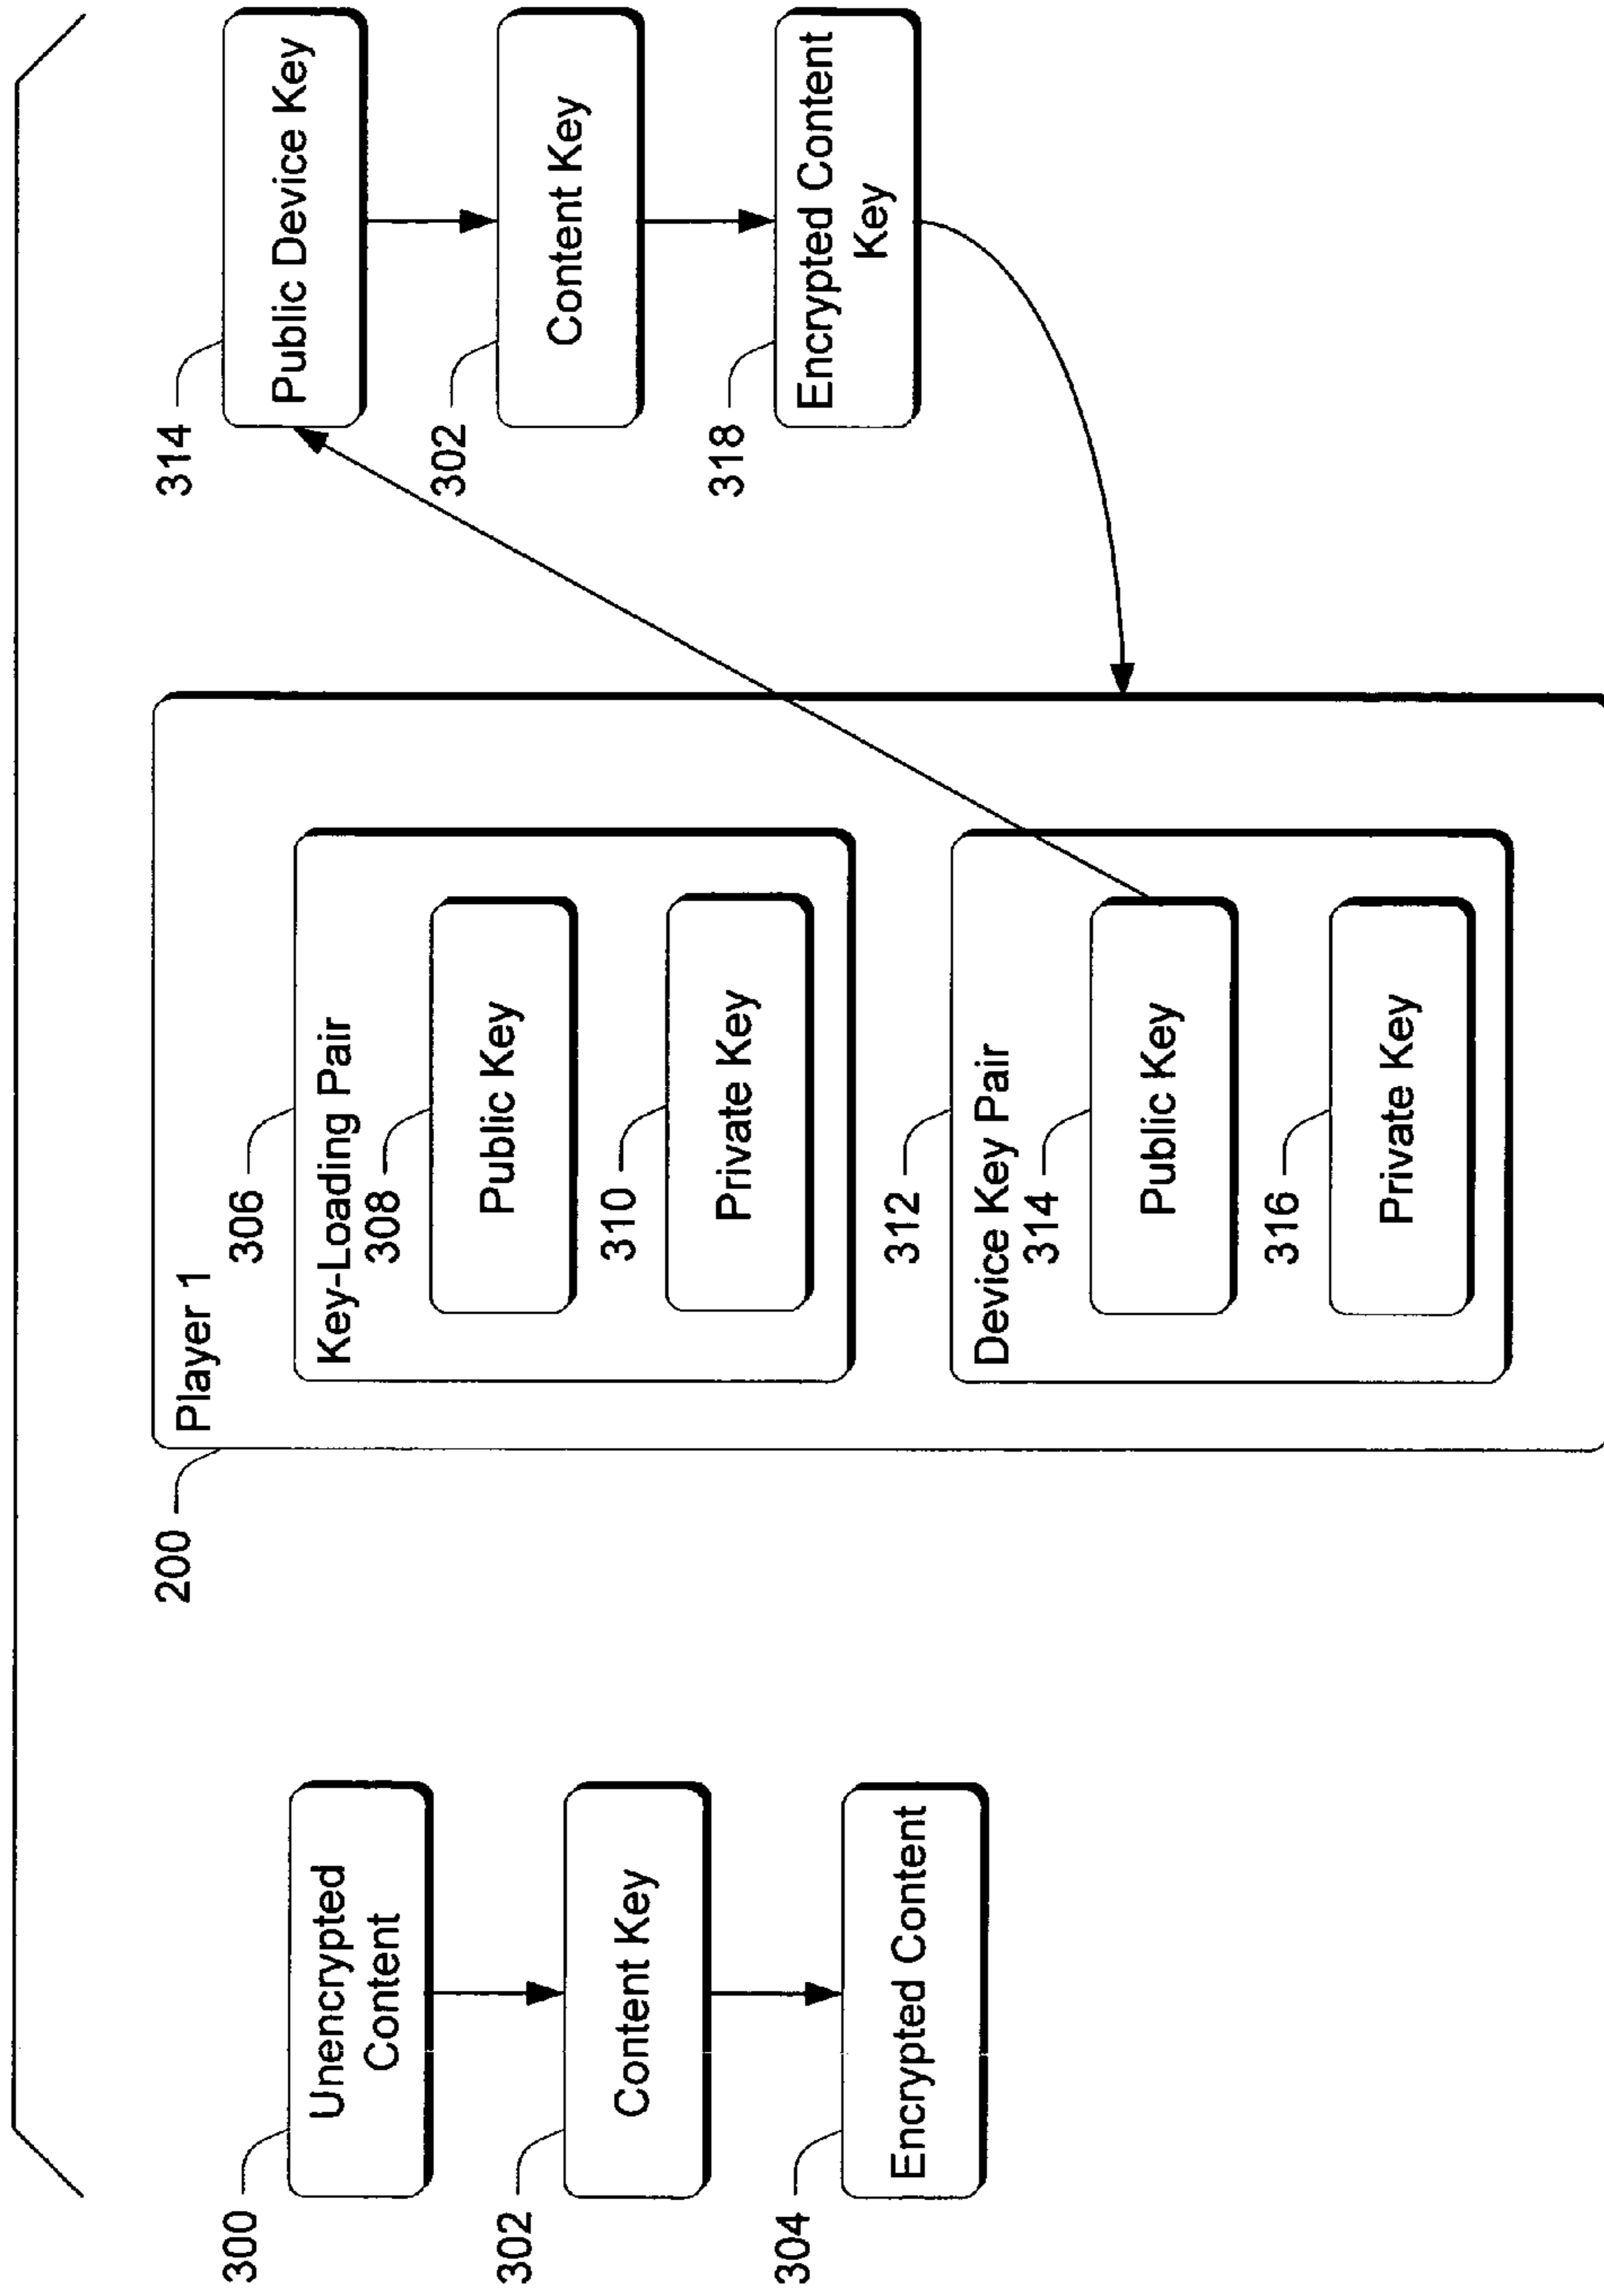 300
Unencrypted
Content
302
Content Key
304
Encrypted Content
200
Player 1
306
Key-Loading Pair
308
Public Key
310
Private Key
312
Device Key Pair
314
Public Key
316
Private Key
314
Public Device Key
302
Content Key
318
Encrypted Content
Key